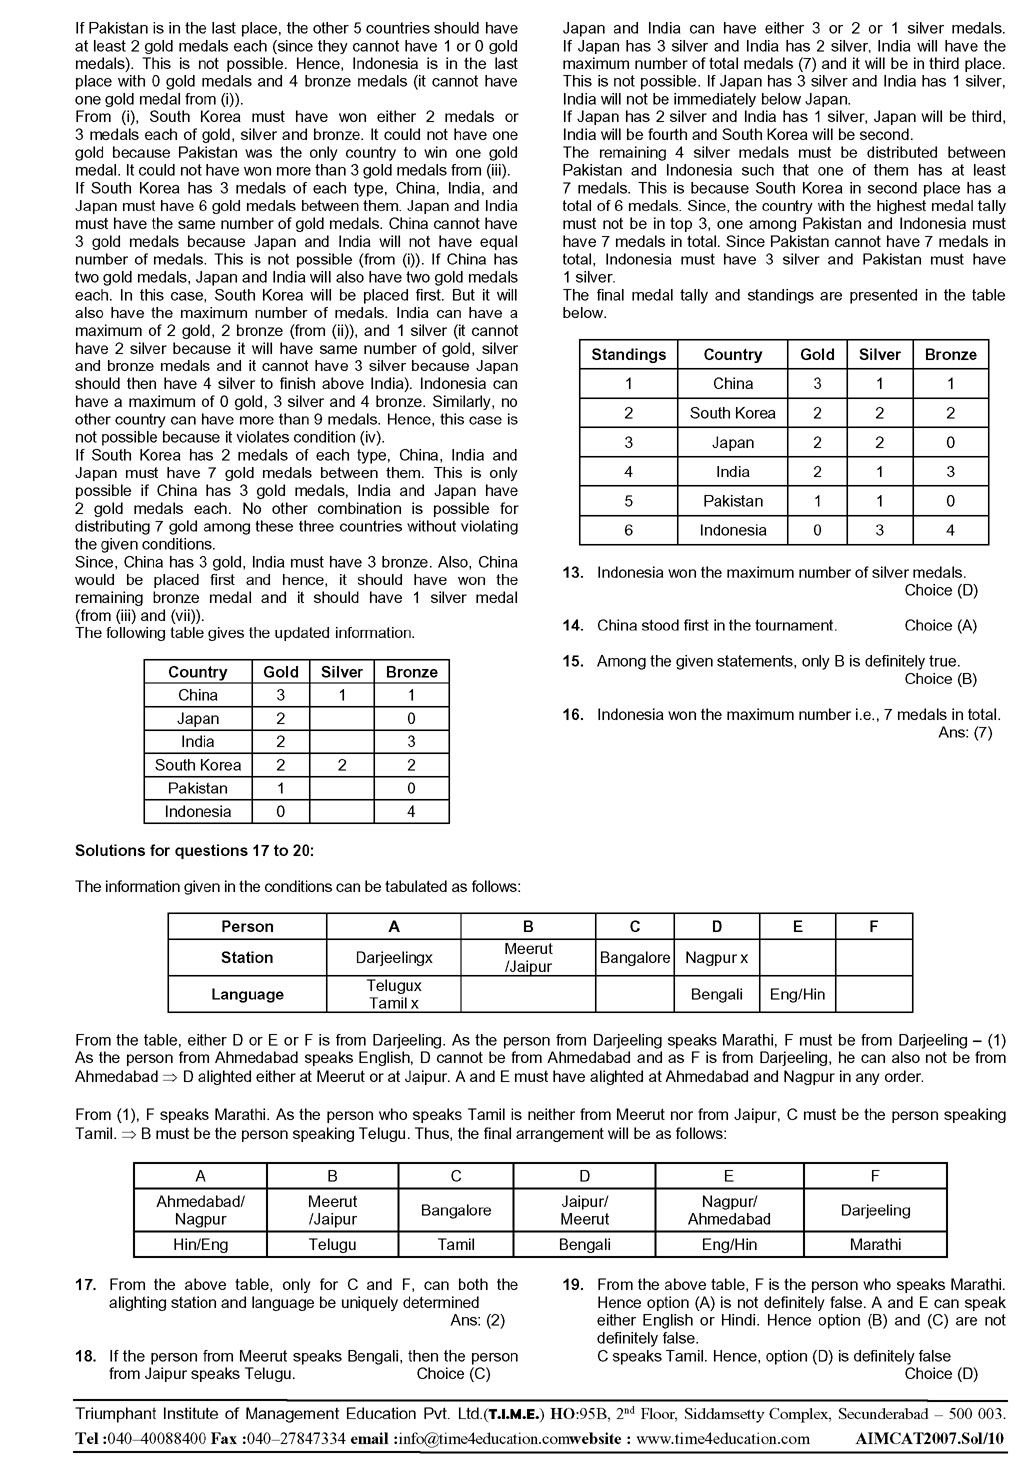 If Pakistan is in the last place, the other 5 countries should have
at least 2 gold medals each (since they cannot have 1 or 0 gold
medals). This is not possible. Hence, Indonesia is in the last
place with 0 gold medals and 4 bronze medals (it cannot have
one gold medal from (i)).
From (i), South Korea must have won either 2 medals or
3 medals each of gold, silver and bronze. It could not have one
gold because Pakistan was the only country to win one gold
medal. It could not have won more than 3 gold medals from (iii).
If South Korea has 3 medals of each type, China, India, and
Japan must have 6 gold medals between them. Japan and India
must have the same number of gold medals. China cannot have
3 gold medals because Japan and India will not have equal
number of medals. This is not possible (from (i)). If China has
two gold medals, Japan and India will also have two gold medals
each. In this case, South Korea will be placed first. But it will
also have the maximum number of medals. India can have a
maximum of 2 gold, 2 bronze (from (ii)), and 1 silver (it cannot
have 2 silver because it will have same number of gold, silver
and bronze medals and it cannot have 3 silver because Japan
should then have 4 silver to finish above India). Indonesia can
have a maximum of 0 gold, 3 silver and 4 bronze. Similarly, no
other country can have more than 9 medals. Hence, this case is
not possible because it violates condition (iv).
If South Korea has 2 medals of each type, China, India and
Japan must have 7 gold medals between them. This is only
possible if China has 3 gold medals, India and Japan have
2 gold medals each. No other combination is possible for
distributing 7 gold among these three countries without violating
the given conditions.
Since, China has 3 gold, India must have 3 bronze. Also, China
would be placed first and hence, it should have won the
remaining bronze medal and it should have 1 silver medal
(from (iii) and (vii)).
The following table gives the updated information.
Country Gold Silver Bronze
China 3 1 1
Japan 2 0
India 2 3
South Korea 2 2 2
Pakistan 1 0
Indonesia 0 4
Japan and India can have either 3 or 2 or 1 silver medals.
If Japan has 3 silver and India has 2 silver, India will have the
maximum number of total medals (7) and it will be in third place.
This is not possible. If Japan has 3 silver and India has 1 silver,
India will not be immediately below Japan.
If Japan has 2 silver and India has 1 silver, Japan will be third,
India will be fourth and South Korea will be second.
The remaining 4 silver medals must be distributed between
Pakistan and Indonesia such that one of them has at least
7 medals. This is because South Korea in second place has a
total of 6 medals. Since, the country with the highest medal tally
must not be in top 3, one among Pakistan and Indonesia must
have 7 medals in total. Since Pakistan cannot have 7 medals in
total, Indonesia must have 3 silver and Pakistan must have
1 silver.
The final medal tally and standings are presented in the table
below.
Standings Country Gold Silver Bronze
1 China 3 1 1
2 South Korea 2 2 2
3 Japan 2 2 0
4 India 2 1 3
5 Pakistan 1 1 0
6 Indonesia 0 3 4
13. Indonesia won the maximum number of silver medals.
Choice (D)
14. China stood first in the tournament. Choice (A)
15. Among the given statements, only B is definitely true.
Choice (B)
16. Indonesia won the maximum number i.e., 7 medals in total.
Ans: (7)
Solutions for questions 17 to 20:
The information given in the conditions can be tabulated as follows:
Person A B C D E F
Station Darjeelingx Meerut /Jaipur Bangalore Nagpur x
Language Telugux Tamil x Bengali Eng/Hin
From the table, either D or E or F is from Darjeeling. As the person from Darjeeling speaks Marathi, F must be from Darjeeling – (1)
As the person from Ahmedabad speaks English, D cannot be from Ahmedabad and as F is from Darjeeling, he can also not be from
Ahmedabad ⇒ D alighted either at Meerut or at Jaipur. A and E must have alighted at Ahmedabad and Nagpur in any order.
From (1), F speaks Marathi. As the person who speaks Tamil is neither from Meerut nor from Jaipur, C must be the person speaking
Tamil. ⇒ B must be the person speaking Telugu. Thus, the final arrangement will be as follows:
A B C D E F
Ahmedabad/ Nagpur Meerut /Jaipur Bangalore Jaipur/ Meerut Nagpur/ Ahmedabad Darjeeling
Hin/Eng Telugu Tamil Bengali Eng/Hin Marathi
17. From the above table, only for C and F, can both the
alighting station and language be uniquely determined
Ans: (2)
18. If the person from Meerut speaks Bengali, then the person
from Jaipur speaks Telugu. Choice (C)
19. From the above table, F is the person who speaks Marathi.
Hence option (A) is not definitely false. A and E can speak
either English or Hindi. Hence option (B) and (C) are not
definitely false.
C speaks Tamil. Hence, option (D) is definitely false
Choice (D)
Triumphant Institute of Management Education Pvt. Ltd.(T.I.M.E.) HO:95B, 2nd Floor, Siddamsetty Complex, Secunderabad – 500 003.
Tel :040–40088400 Fax :040–27847334 email :info@time4education.comwebsite : www.time4education.com AIMCAT2007.Sol/10